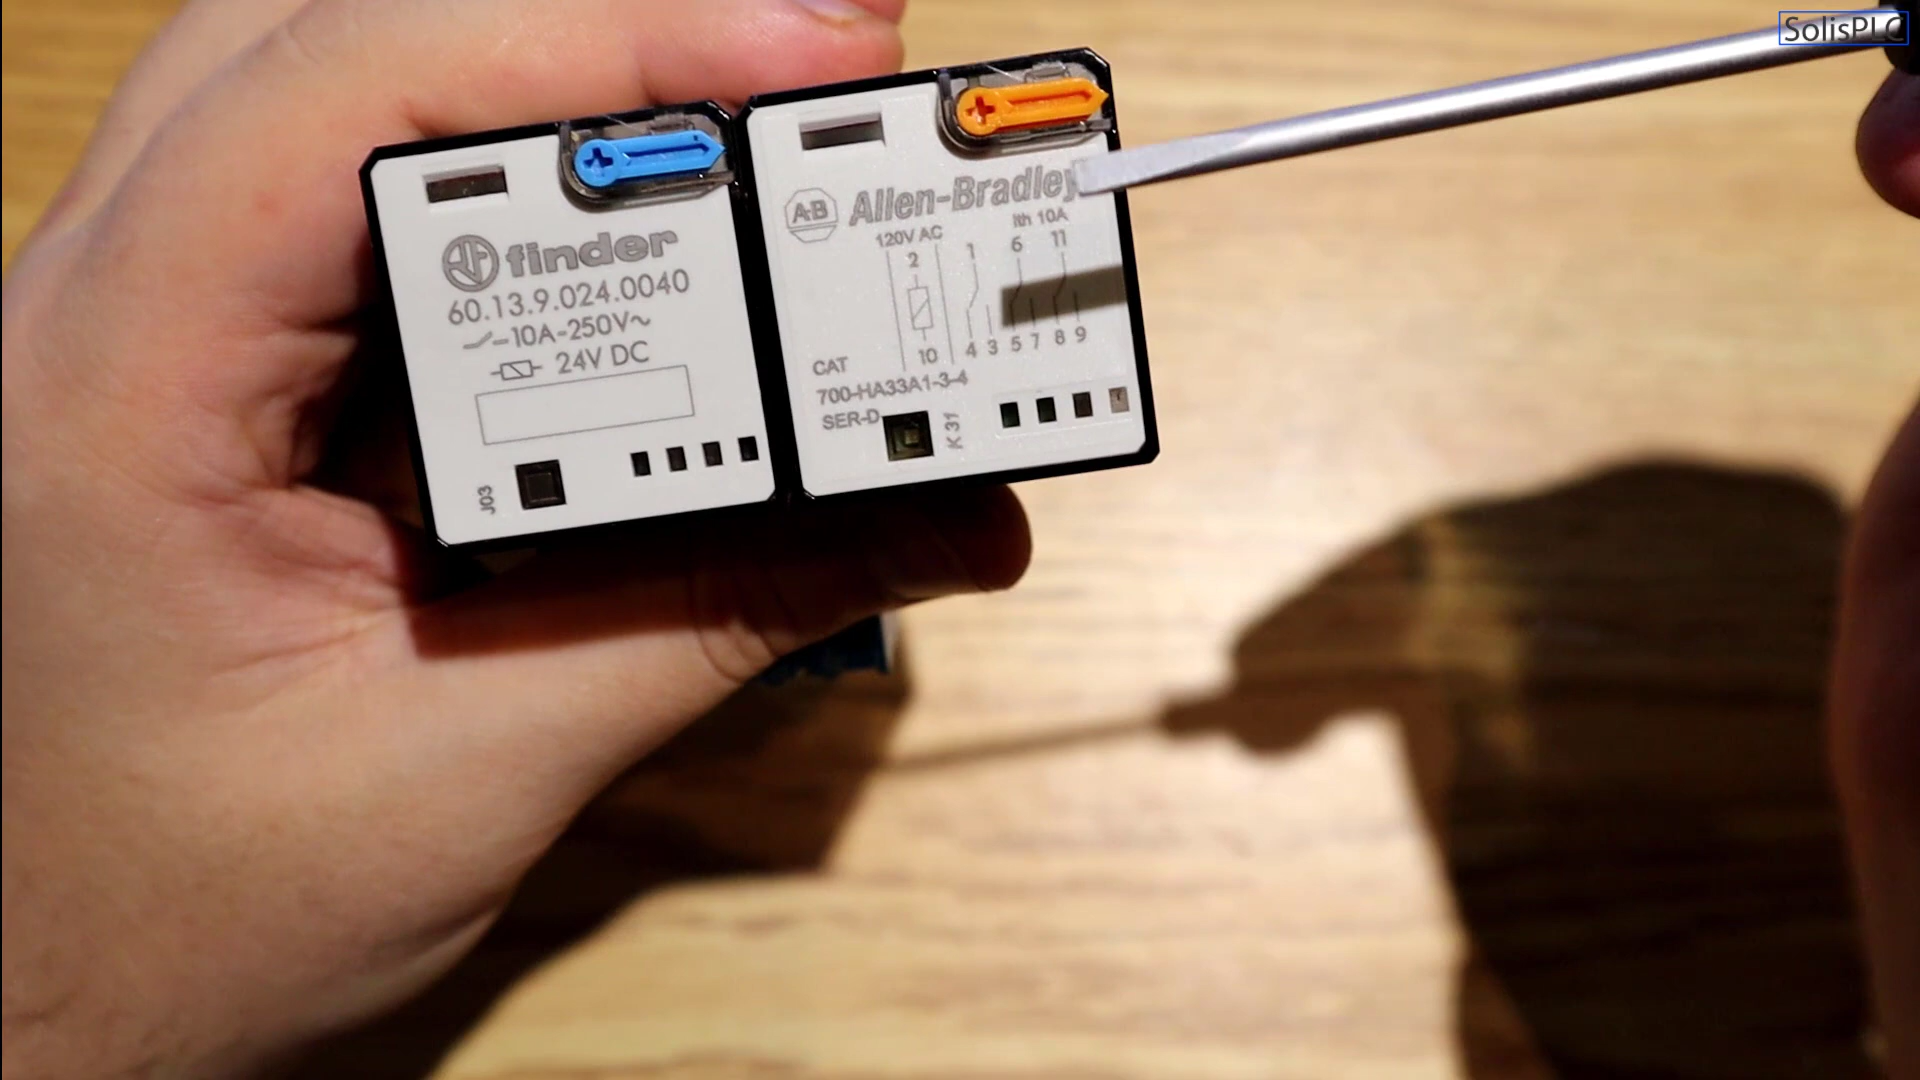 SolisPLC
finder
60.13.9.024.0040
10A-250V~
24V DC
J03
A-B Allen-Bradley
Ith 10A
120V AC
2 1 6 11
10 4 3 5 7 8 9
CAT
700-HA33A1-3-4
SER-D
K 31